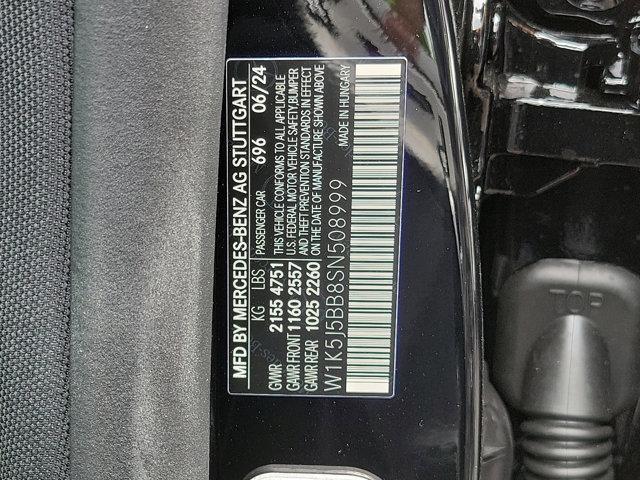 MFD BY MERCEDES-BENZ AG STUTTGART
KG LBS PASSENGER CAR 696 06/24
GVWR 2155 4751 THIS VEHICLE CONFORMS TO ALL APPLICABLE
GAWR FRONT 1160 2557 U.S. FEDERAL MOTOR VEHICLE SAFETY,BUMPER
GAWR REAR 1025 2260 AND THEFT PREVENTION STANDARDS IN EFFECT
ON THE DATE OF MANUFACTURE SHOWN ABOVE
W1K5J5BB8SN508999 MADE IN HUNGARY
TOP